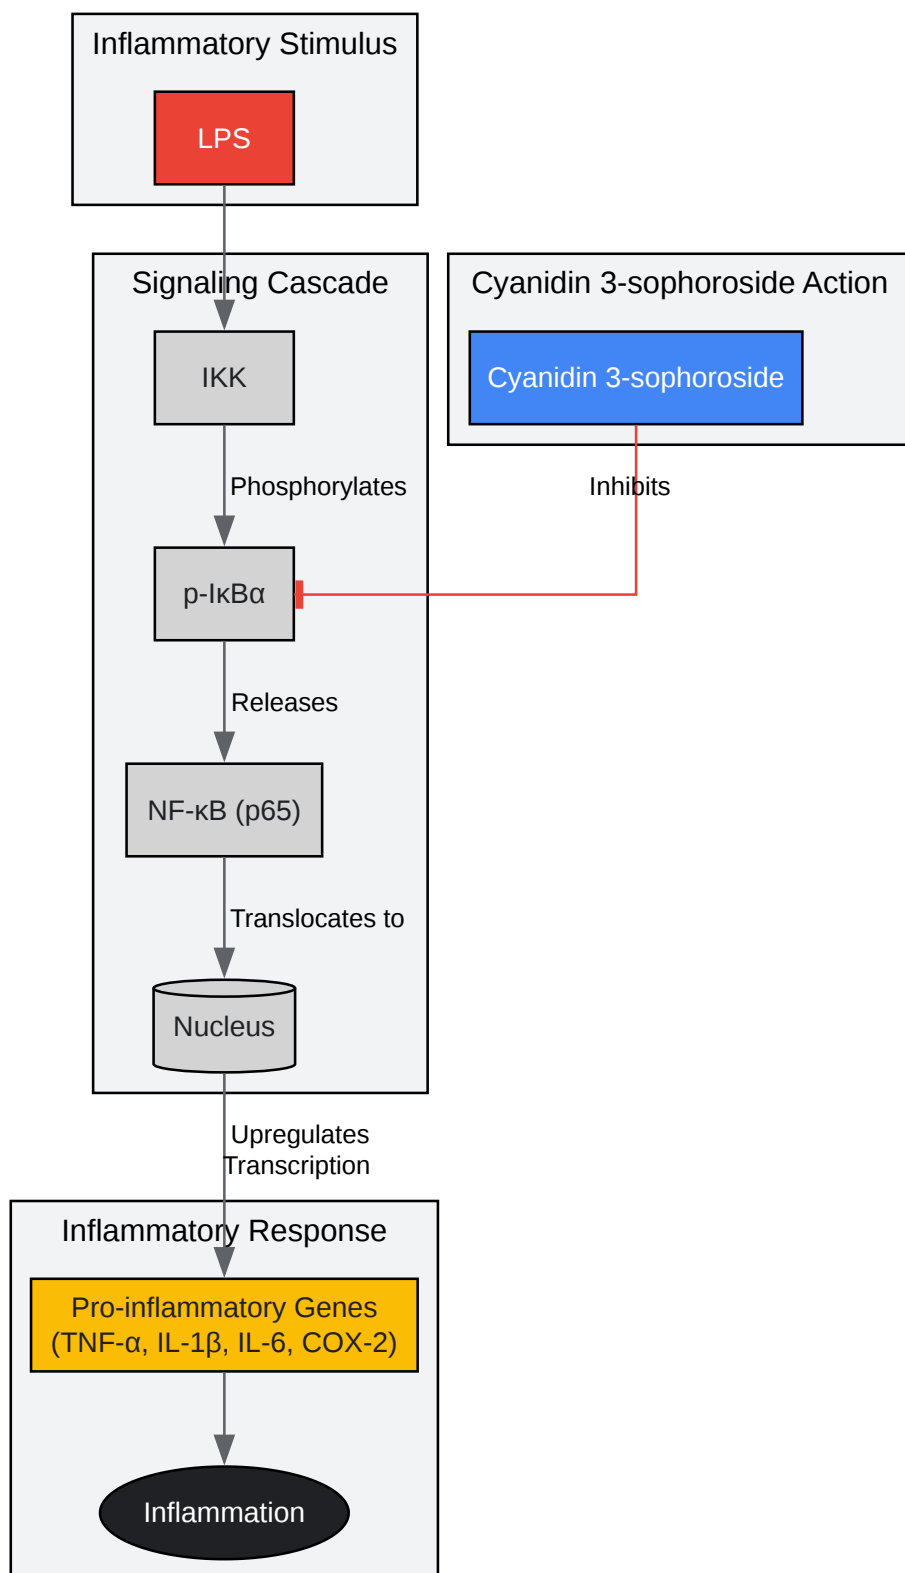 Inflammatory Stimulus
LPS
Signaling Cascade
Cyanidin 3-sophoroside Action
IKK
Cyanidin 3-sophoroside
Phosphorylates
Inhibits
p-IκBα
Releases
NF-κB (p65)
Translocates to
Nucleus
Upregulates
Transcription
Inflammatory Response
Pro-inflammatory Genes
(TNF-α, IL-1β, IL-6, COX-2)
Inflammation